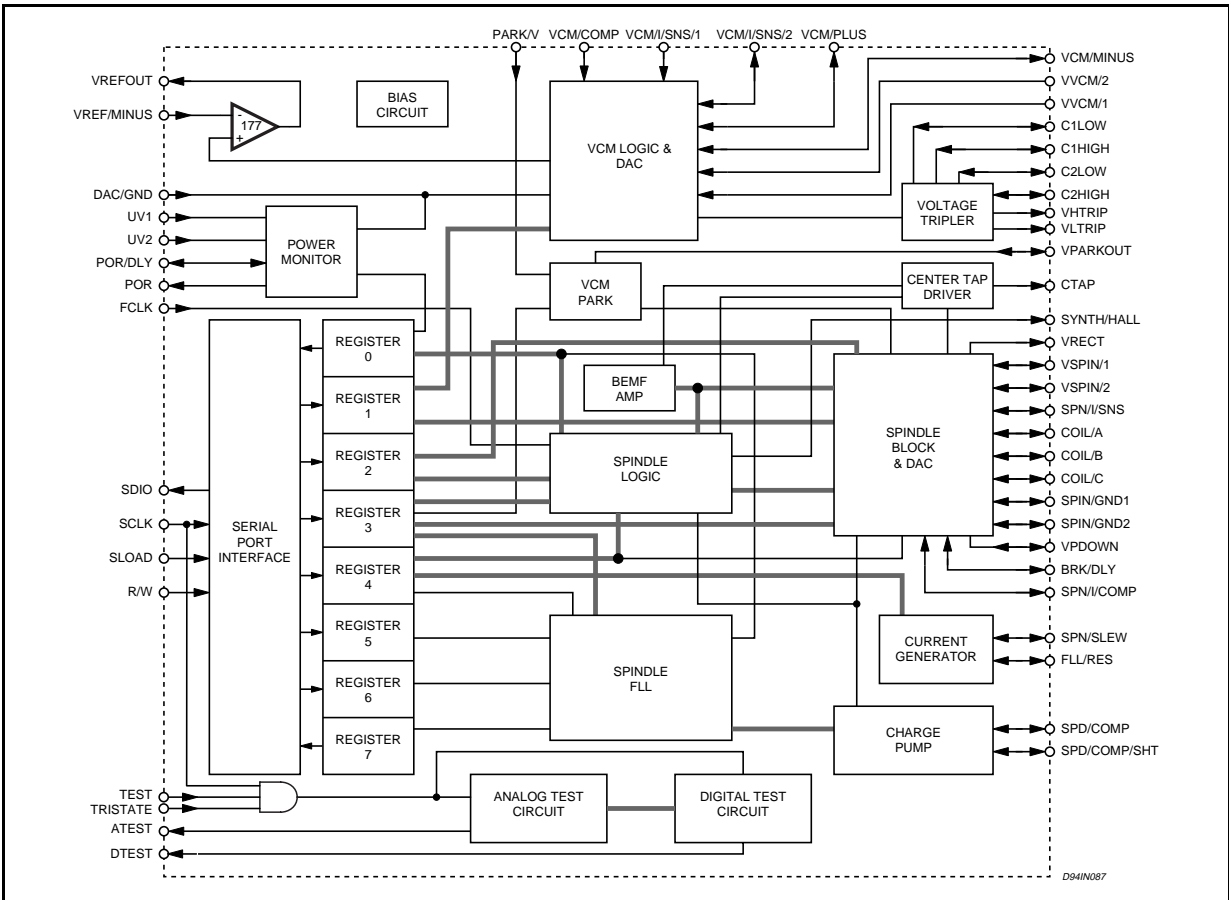 PARK/V VCM/COMP VCM/I/SNS/1 VCM/I/SNS/2 VCM/PLUS
VREFOUT
VREF/MINUS
DAC/GND
UV1
UV2
POR/DLY
POR
FCLK
SDIO
SCLK
SLOAD
R/W
TEST
TRISTATE
ATEST
DTEST
-
177
+
BIAS
CIRCUIT
VCM LOGIC &
DAC
POWER
MONITOR
VCM
PARK
VOLTAGE
TRIPLER
CENTER TAP
DRIVER
SERIAL
PORT
INTERFACE
REGISTER
0
REGISTER
1
REGISTER
2
REGISTER
3
REGISTER
4
REGISTER
5
REGISTER
6
REGISTER
7
BEMF
AMP
SPINDLE
LOGIC
SPINDLE
BLOCK
& DAC
SPINDLE
FLL
CURRENT
GENERATOR
CHARGE
PUMP
ANALOG TEST
CIRCUIT
DIGITAL TEST
CIRCUIT
VCM/MINUS
VVCM/2
VVCM/1
C1LOW
C1HIGH
C2LOW
C2HIGH
VHTRIP
VLTRIP
VPARKOUT
CTAP
SYNTH/HALL
VRECT
VSPIN/1
VSPIN/2
SPN/I/SNS
COIL/A
COIL/B
COIL/C
SPIN/GND1
SPIN/GND2
VPDOWN
BRK/DLY
SPN/I/COMP
SPN/SLEW
FLL/RES
SPD/COMP
SPD/COMP/SHT
D94IN087